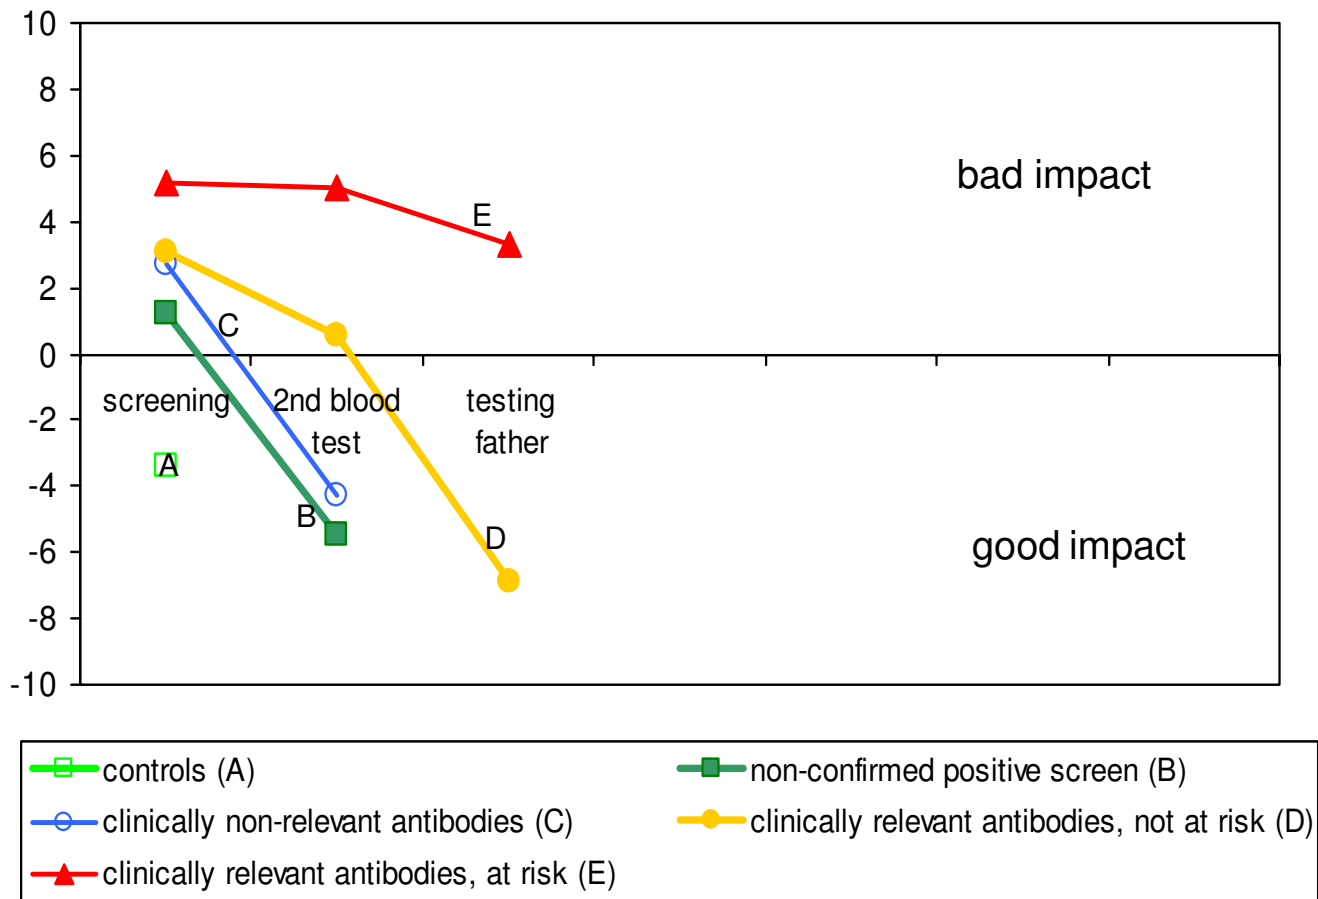 10
8
6
4
2
0
-2
-4
-6
-8
-10
bad impact
good impact
E
C
A
B
D
screening 2nd blood testing
test father
controls (A) non-confirmed positive screen (B)
clinically non-relevant antibodies (C) clinically relevant antibodies, not at risk (D)
clinically relevant antibodies, at risk (E)